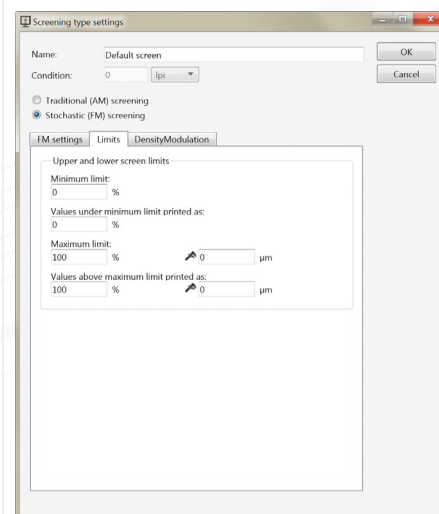 Screening type settings
Name: Default screen OK
Condition: 0 lpi Cancel
Traditional (AM) screening
Stochastic (FM) screening
FM settings Limits DensityModulation
Upper and lower screen limits
Minimum limit:
0 %
Values under minimum limit printed as:
0 %
Maximum limit:
100 % 0 µm
Values above maximum limit printed as:
100 % 0 µm